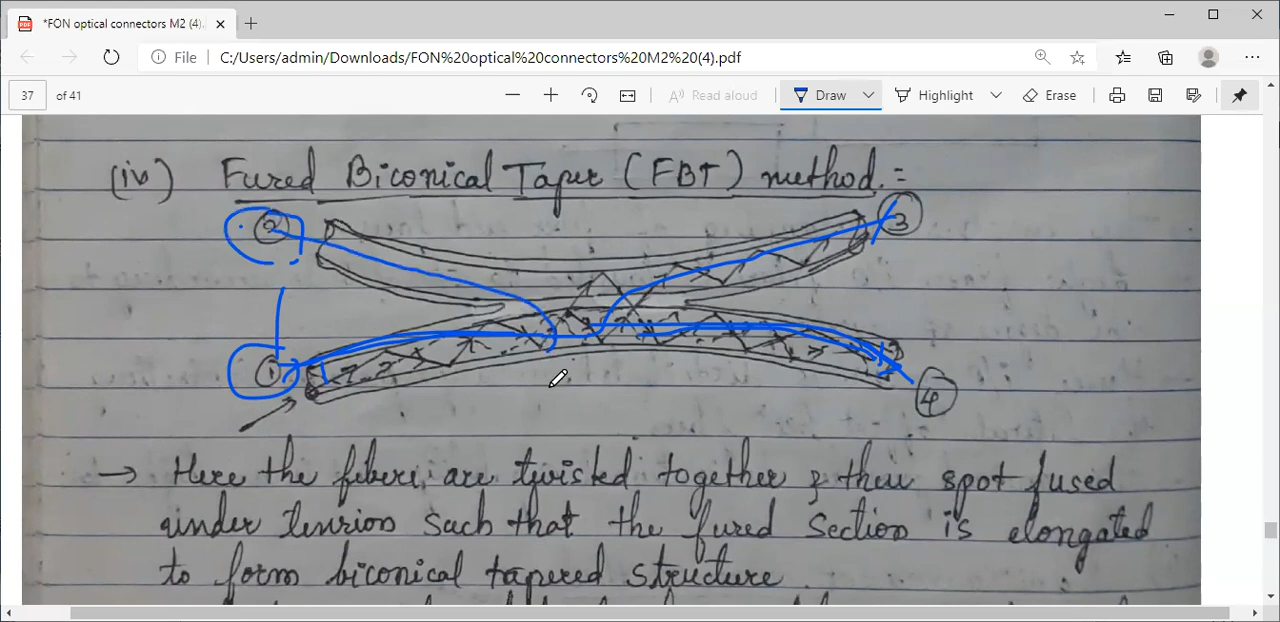 *FON optical connectors M2 (4).
File C:/Users/admin/Downloads/FON%20optical%20connectors%20M2%20(4).pdf
37 of 41 Read aloud Draw Highlight Erase
(iv) Fused Biconical Taper (FBT) method :-
2 3
1 4
→ Here the fibers are twisted together & then spot fused
under tension such that the fused section is elongated
to form biconical tapered structure.